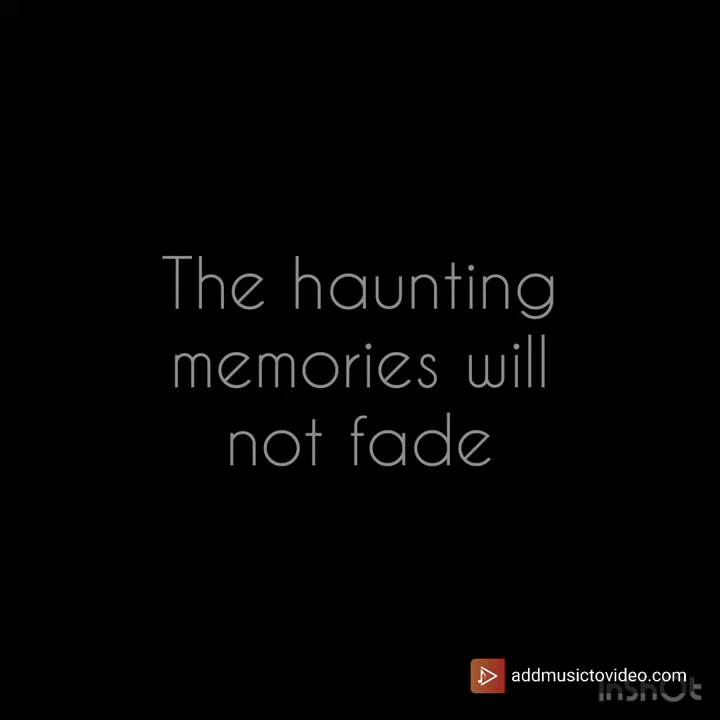 The haunting
memories will
not fade
addmusictovideo.com
InShOt